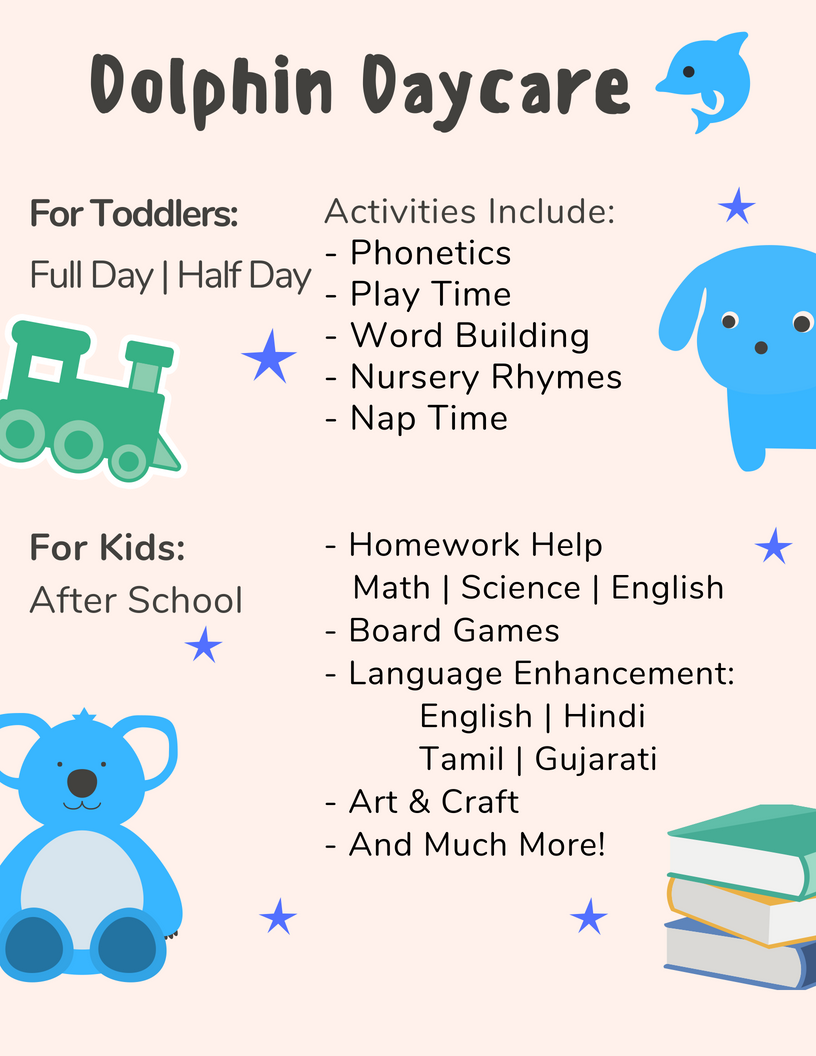 Dolphin Daycare
For Toddlers:
Full Day | Half Day
Activities Include:
- Phonetics
- Play Time
- Word Building
- Nursery Rhymes
- Nap Time
For Kids:
After School
- Homework Help
Math | Science | English
- Board Games
- Language Enhancement:
English | Hindi
Tamil | Gujarati
- Art & Craft
- And Much More!